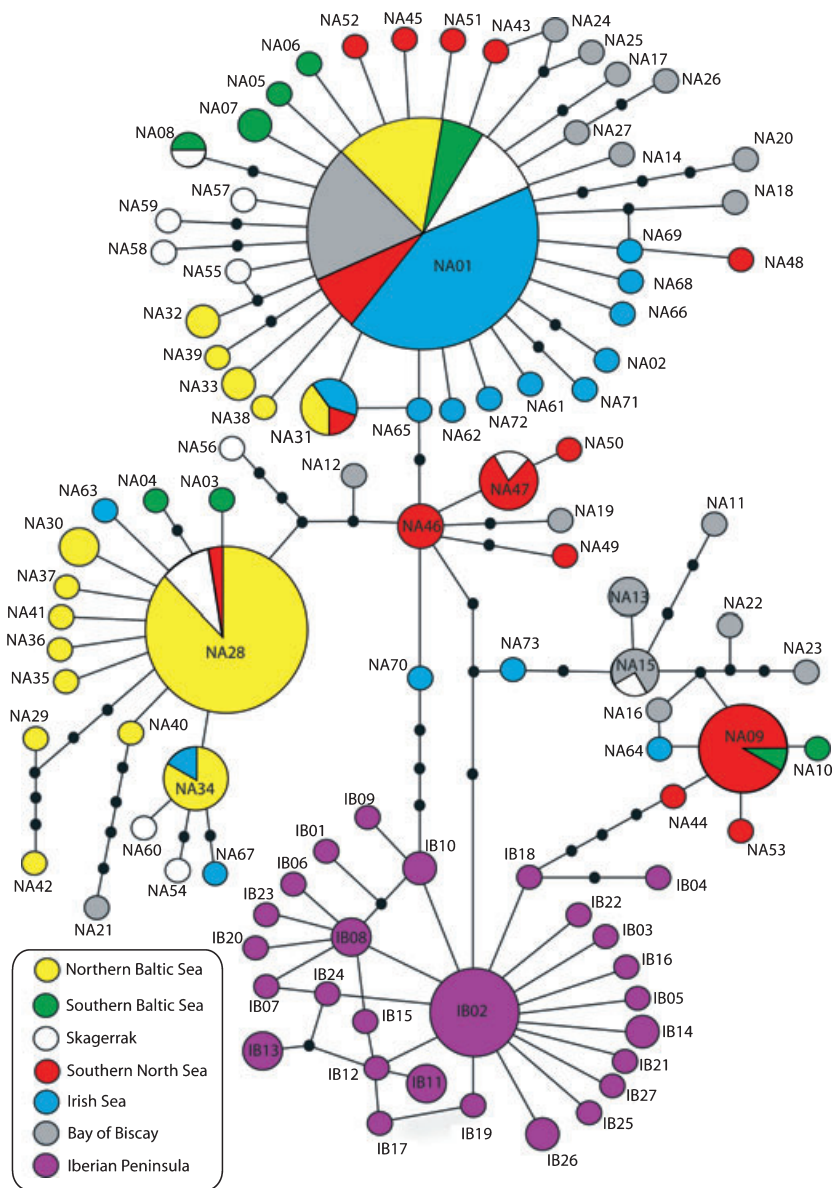 NA52
NA45
NA51
NA43
NA24
NA06
NA25
NA05
NA17
NA26
NA07
NA08
NA27
NA20
NA14
NA57
NA18
NA59
NA69
NA58
NA01
NA48
NA55
NA68
NA32
NA66
NA39
NA02
NA33
NA71
NA61
NA38
NA72
NA31
NA65
NA62
NA56
NA50
NA12
NA04
NA03
NA47
NA63
NA11
NA19
NA46
NA30
NA49
NA37
NA13
NA22
NA41
NA73
NA23
NA36
NA28
NA70
NA15
NA35
NA16
NA29
NA40
NA64
NA09
NA10
NA34
IB09
NA44
NA60
IB01
IB10
NA53
NA67
IB18
NA42
NA54
IB06
IB04
IB23
IB22
NA21
IB08
IB03
IB20
IB16
IB24
Northern Baltic Sea
IB07
IB15
IB02
IB05
Southern Baltic Sea
IB14
Skagerrak
IB13
IB21
Southern North Sea
IB12
IB11
IB27
Irish Sea
IB25
Bay of Biscay
IB19
IB17
IB26
Iberian Peninsula